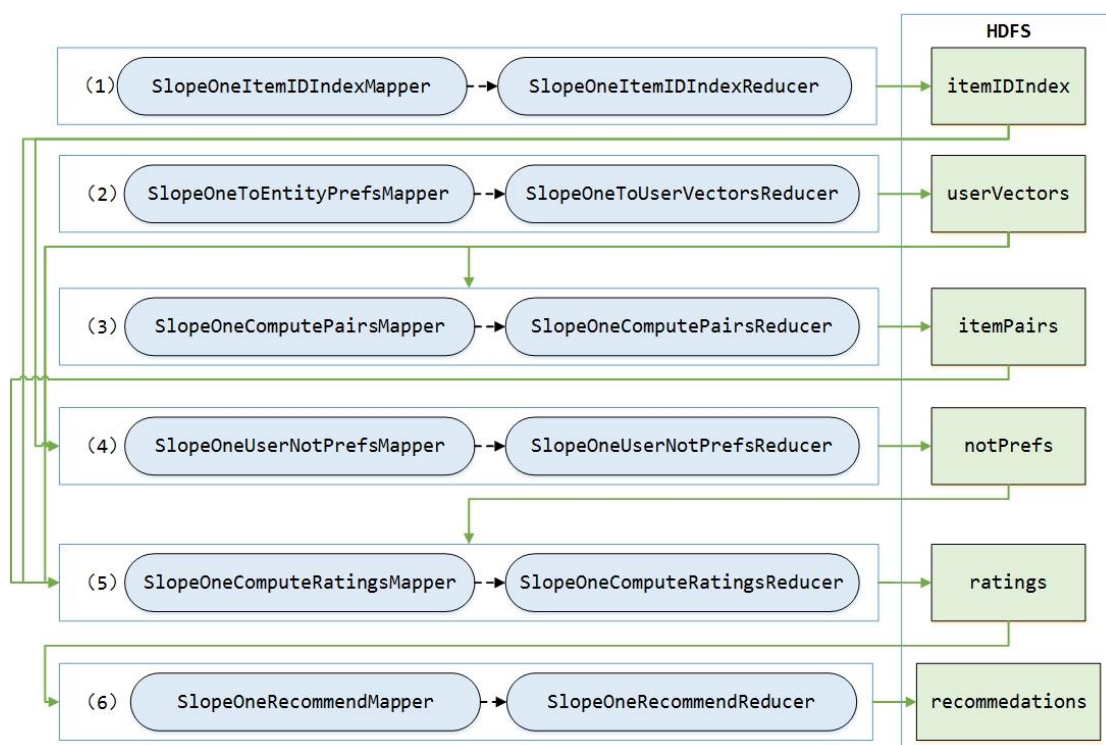 HDFS
（1） SlopeOneItemIDIndexMapper SlopeOneItemIDIndexReducer itemIDIndex
（2） SlopeOneToEntityPrefsMapper SlopeOneToUserVectorsReducer userVectors
（3） SlopeOneComputePairsMapper SlopeOneComputePairsReducer itemPairs
（4） SlopeOneUserNotPrefsMapper SlopeOneUserNotPrefsReducer notPrefs
（5） SlopeOneComputeRatingsMapper SlopeOneComputeRatingsReducer ratings
（6） SlopeOneRecommendMapper SlopeOneRecommendReducer recommedations